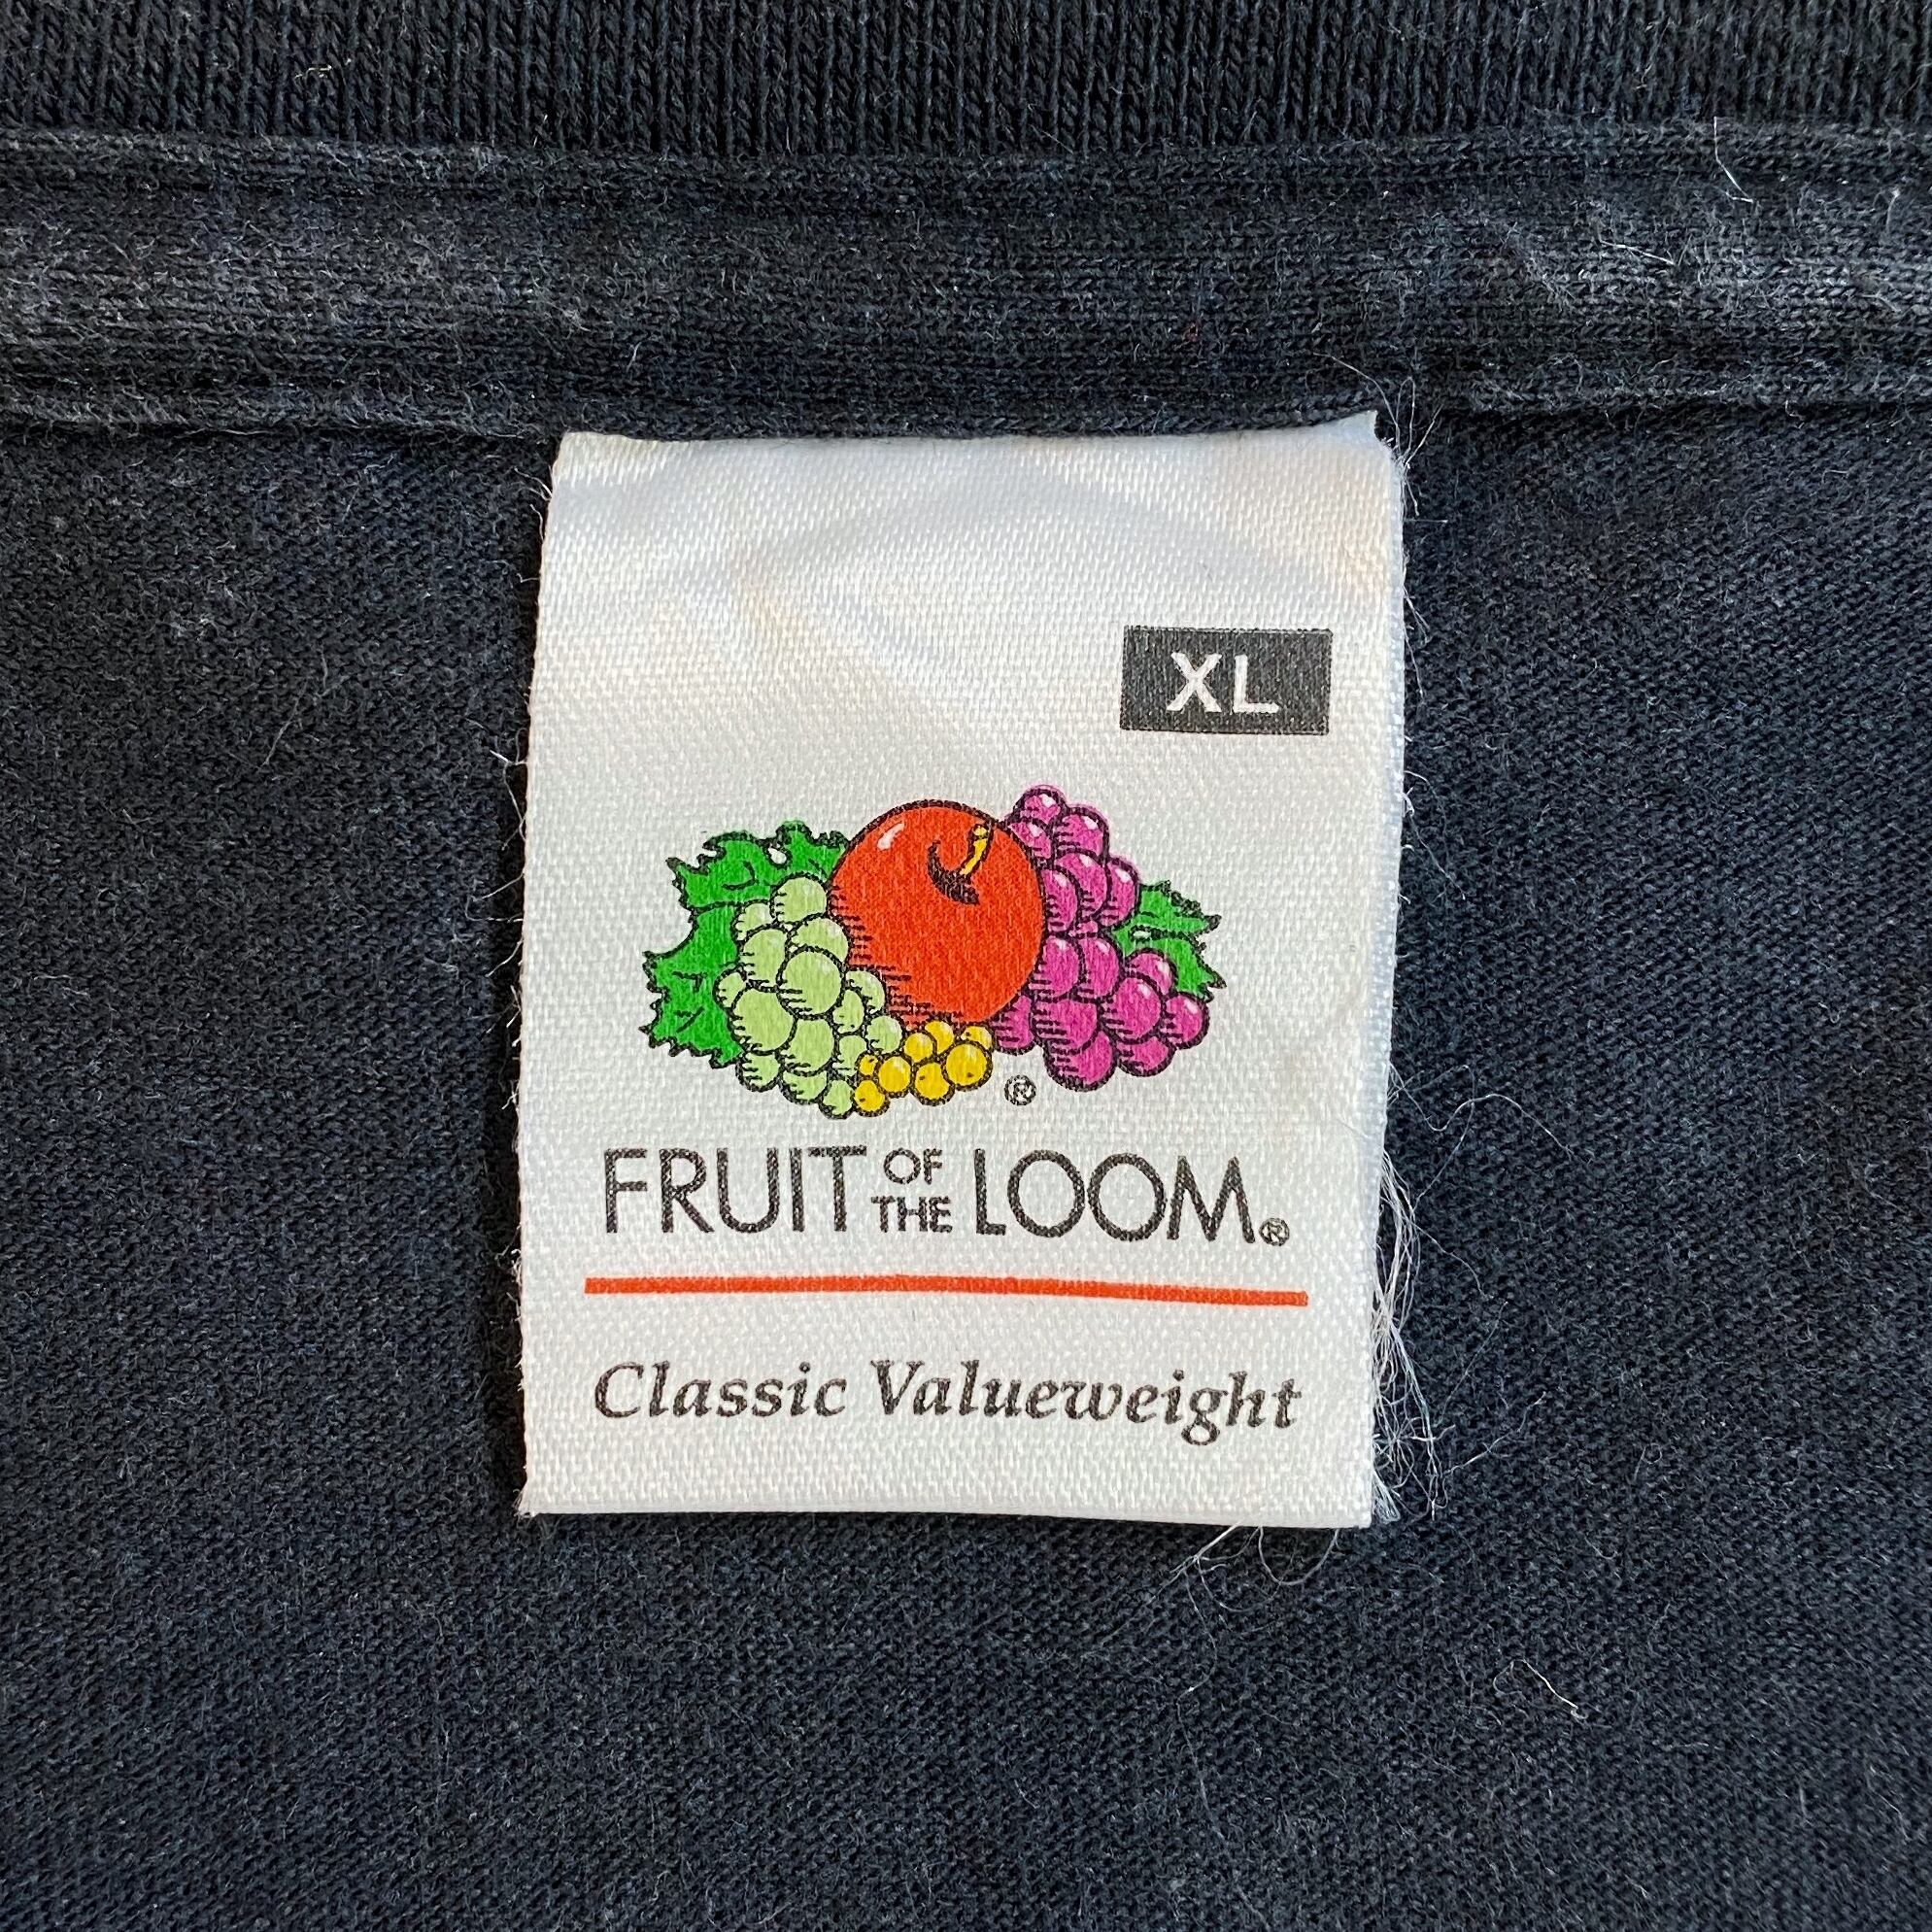 XL
®
FRUIT OF THE LOOM®
Classic Valueweight